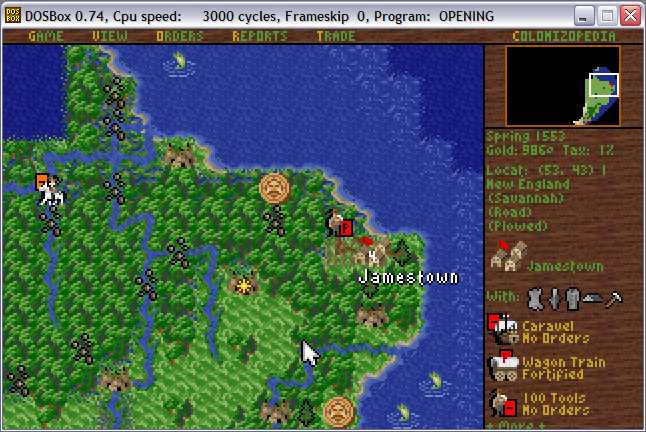 DOSBox 0.74, Cpu speed: 3000 cycles, Frameskip 0, Program: OPENING
GAME VIEW ORDERS REPORTS TRADE COLONIZOPEDIA
Spring 1553
Gold: 986¢ Tax: 1%
Locat: (53, 43) 1
New England
(Savannah)
(Road)
(Plowed)
Jamestown
With:
Caravel
No Orders
Wagon Train
Fortified
100 Tools
No Orders
+ More +
Jamestown
P